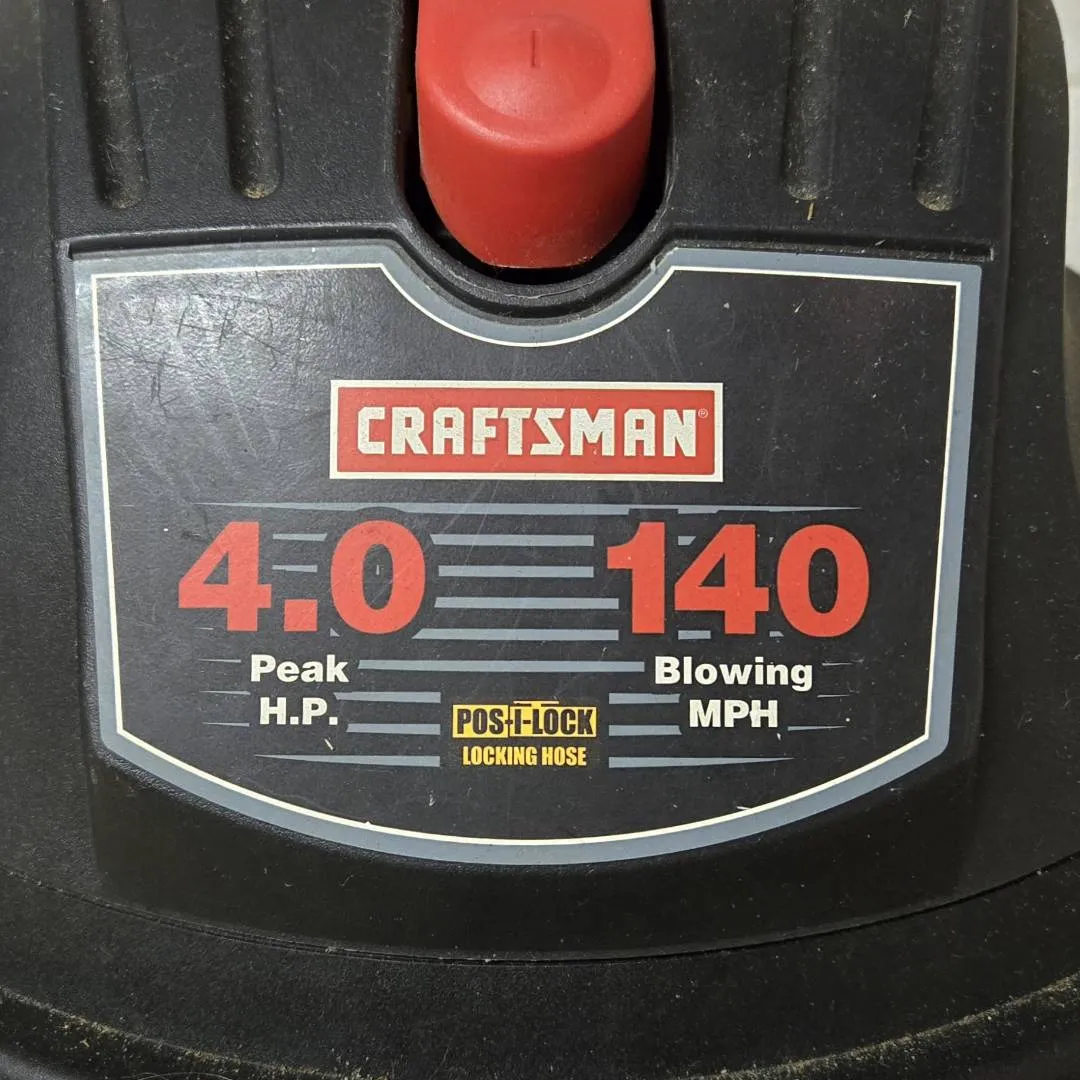 CRAFTSMAN®
4.0 140
Peak Blowing
H.P. MPH
POS-i-LOCK
LOCKING HOSE